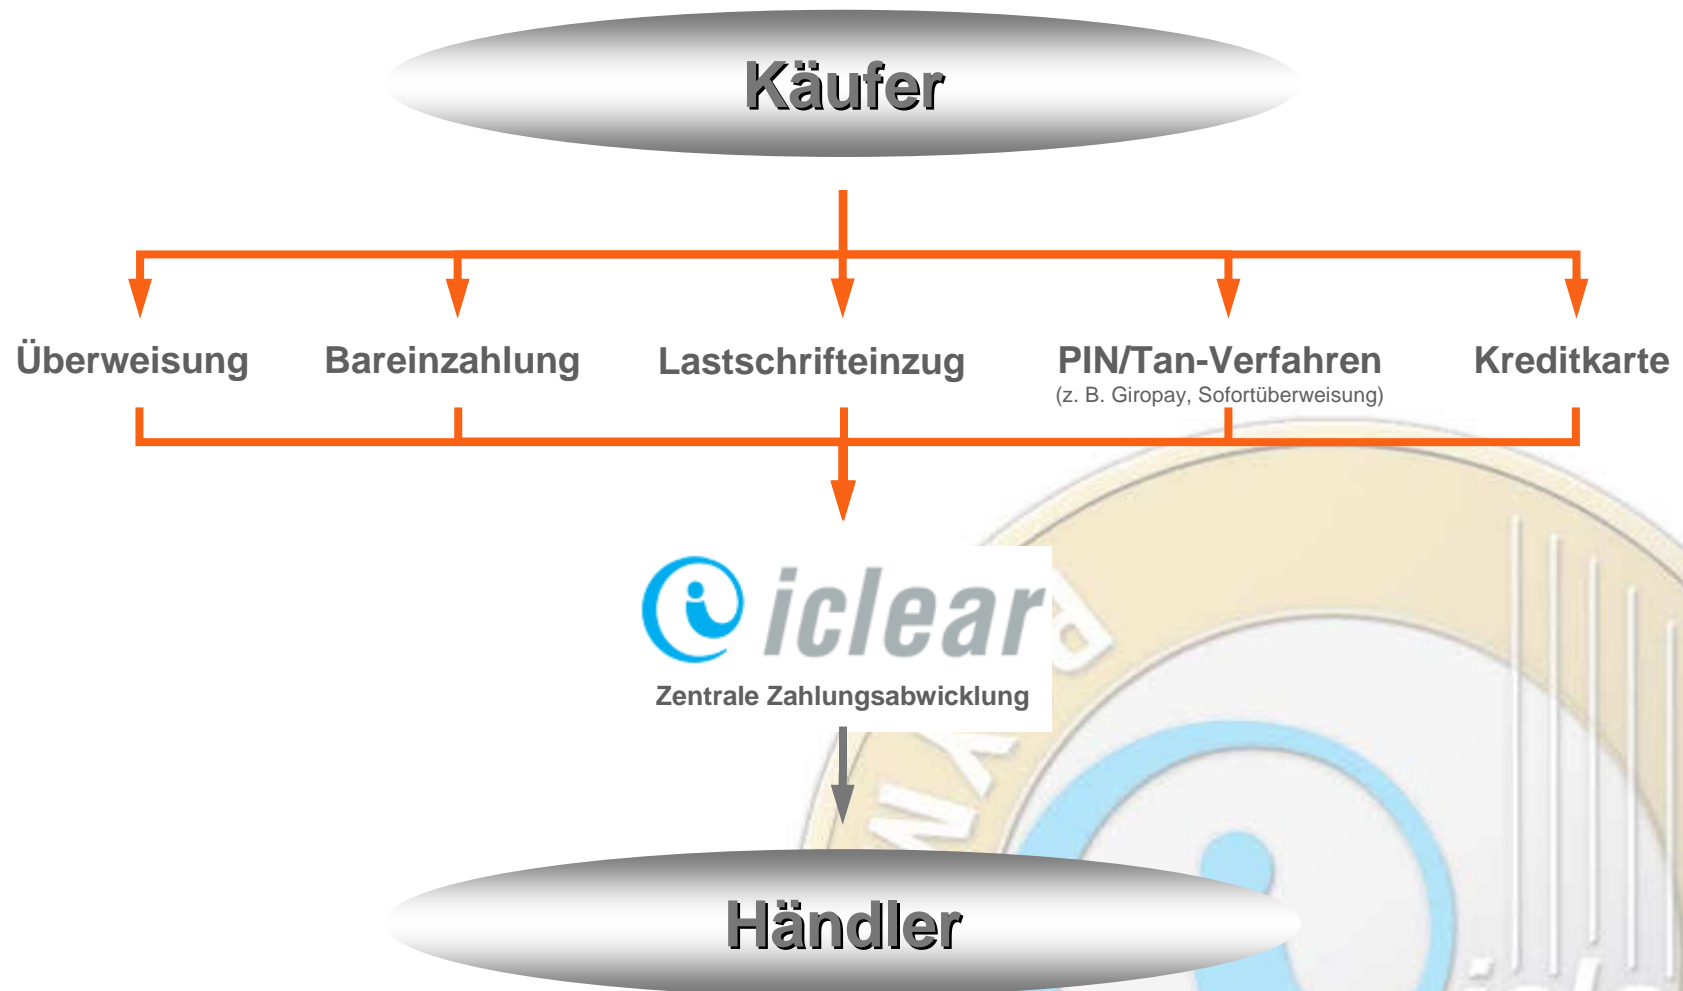 Käufer
Überweisung
Bareinzahlung
Lastschrifteinzug
PIN/Tan-Verfahren
(z. B. Giropay, Sofortüberweisung)
Kreditkarte
iclear
Zentrale Zahlungsabwicklung
Händler